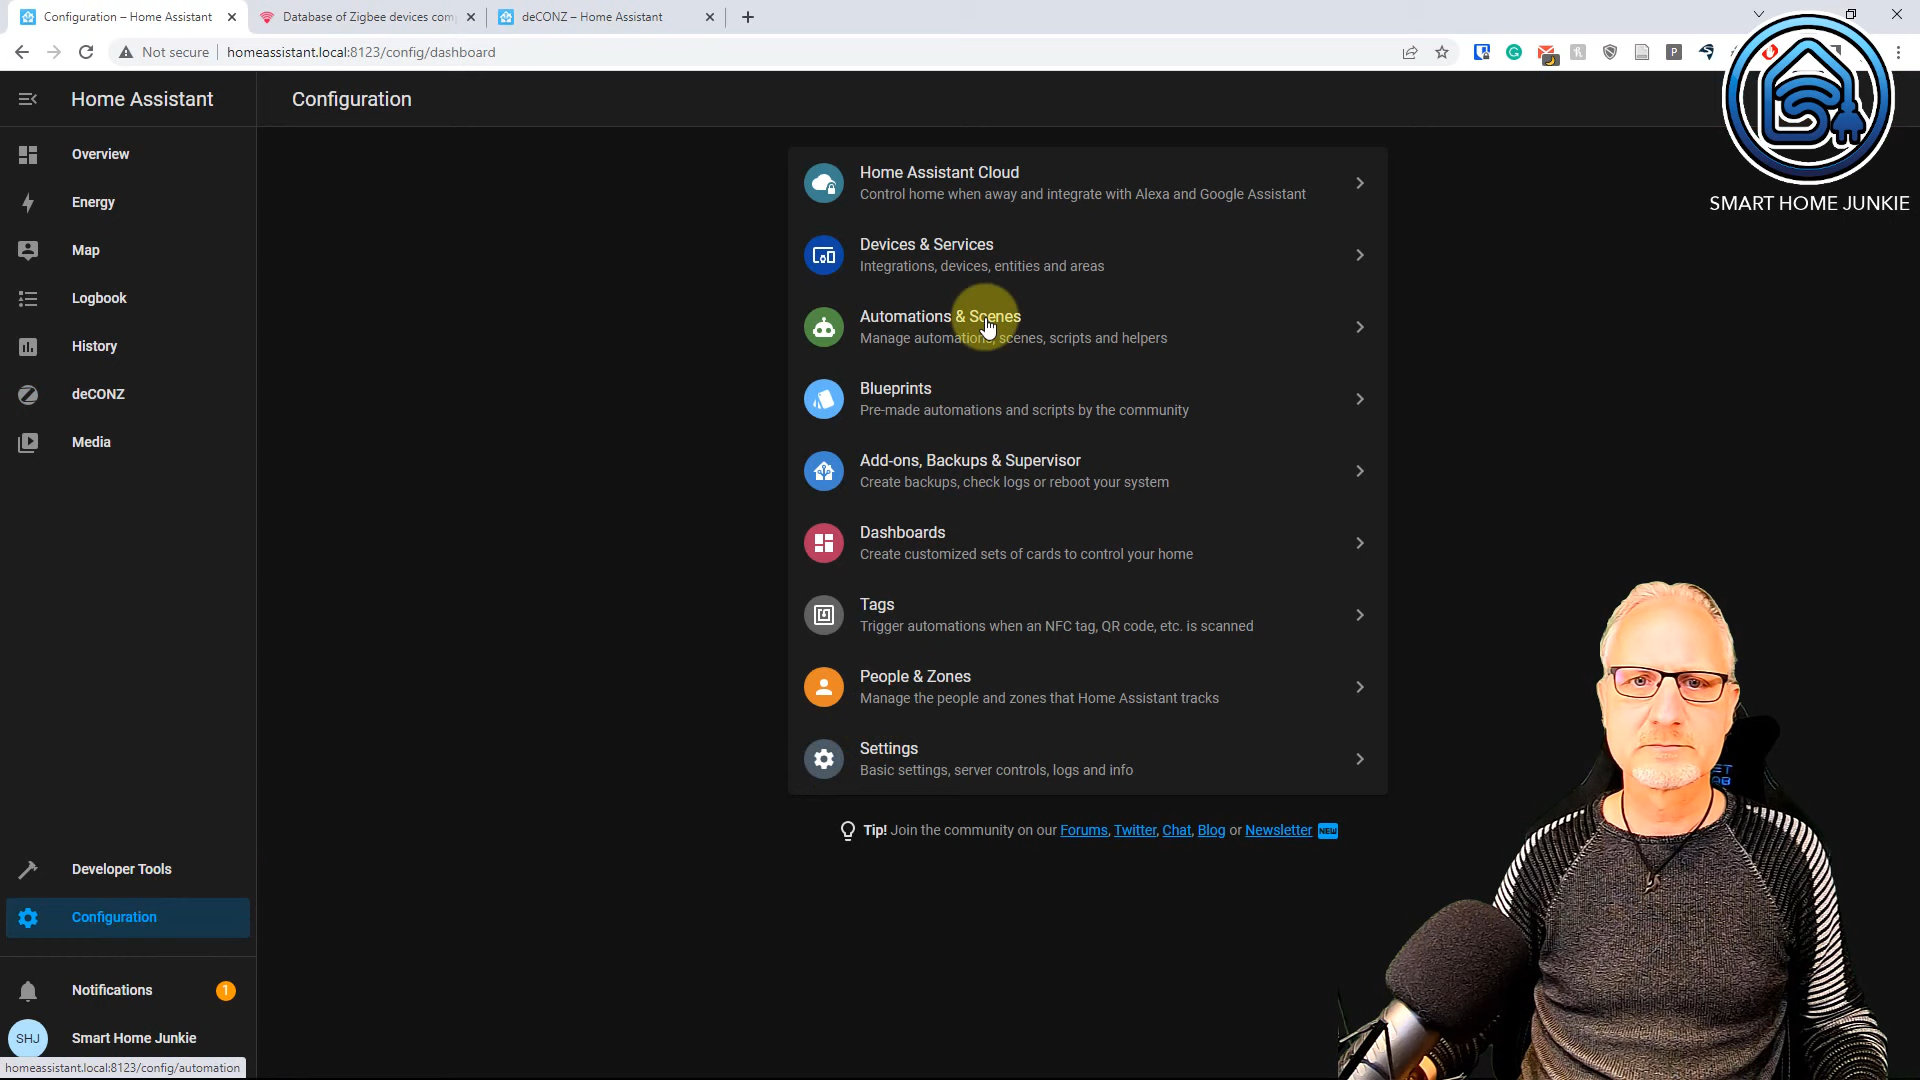 Configuration – Home Assistant
Database of Zigbee devices com
deCONZ – Home Assistant
Not secure
homeassistant.local:8123/config/dashboard
Home Assistant
Configuration
SMART HOME JUNKIE
Overview
Energy
Map
Logbook
History
deCONZ
Media
Home Assistant Cloud
Control home when away and integrate with Alexa and Google Assistant
Devices & Services
Integrations, devices, entities and areas
Automations & Scenes
Manage automations, scenes, scripts and helpers
Blueprints
Pre-made automations and scripts by the community
Add-ons, Backups & Supervisor
Create backups, check logs or reboot your system
Dashboards
Create customized sets of cards to control your home
Tags
Trigger automations when an NFC tag, QR code, etc. is scanned
People & Zones
Manage the people and zones that Home Assistant tracks
Settings
Basic settings, server controls, logs and info
Tip! Join the community on our Forums, Twitter, Chat, Blog or Newsletter NEW
Developer Tools
Configuration
Notifications 1
SHJ Smart Home Junkie
homeassistant.local:8123/config/automation